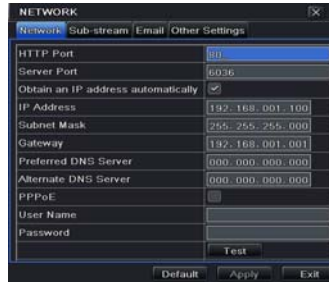 NETWORK
Network Sub-stream Email Other Settings
HTTP Port 80
Server Port 6036
Obtain an IP address automatically
IP Address 192.168.001.100
Subnet Mask 255.255.255.000
Gateway 192.168.001.001
Preferred DNS Server 000.000.000.000
Alternate DNS Server 000.000.000.000
PPPoE
User Name
Password
Test
Default Apply Exit